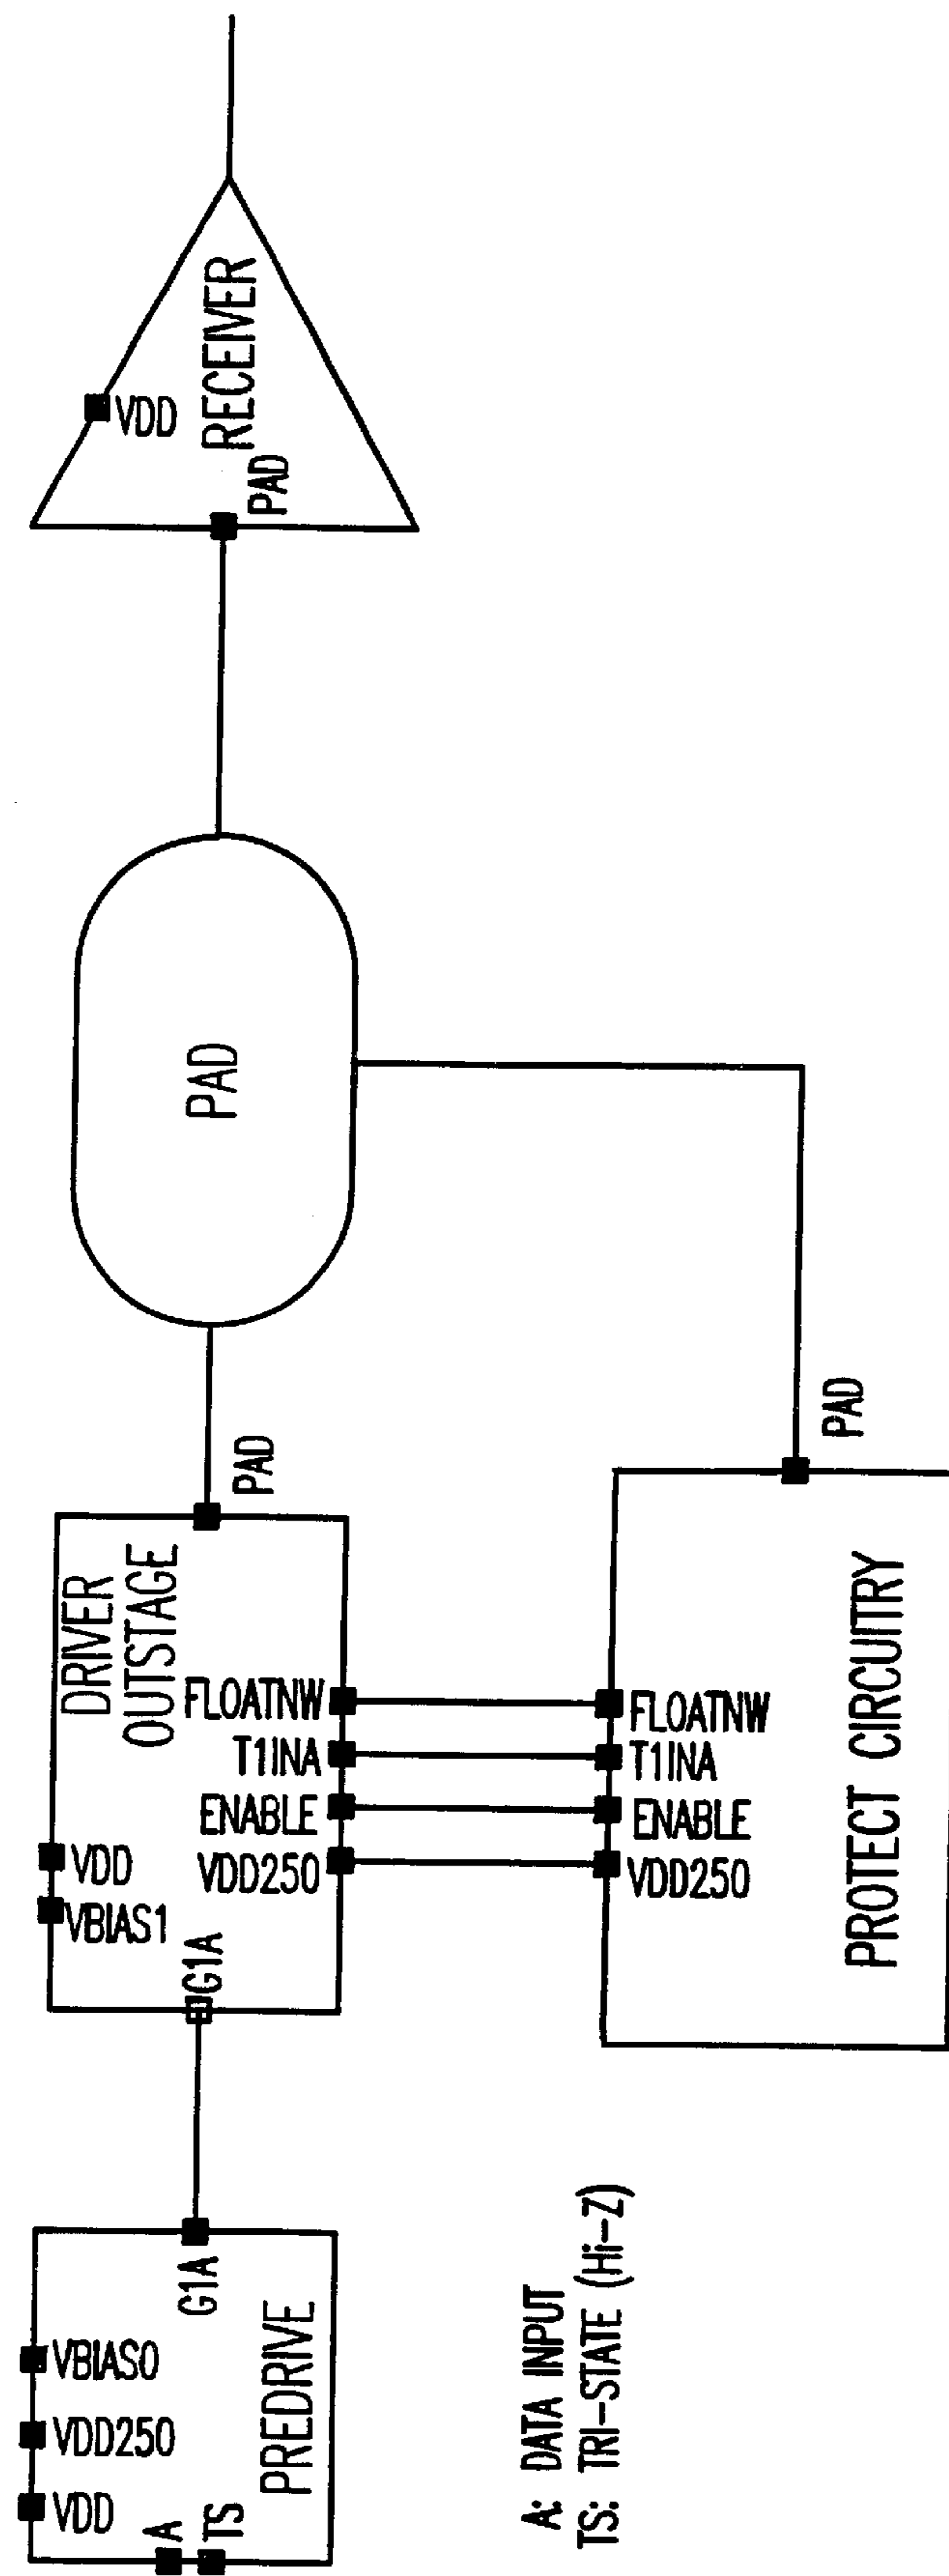 VDD
VDD250
VBIAS0
A
TS
G1A
PREDRIVE
VBIAS1
VDD
G1A
DRIVER
OUTSTAGE
VDD250
ENABLE
T1INA
FLOATNW
PAD
PAD
VDD
PAD
RECEIVER
VDD250
ENABLE
T1INA
FLOATNW
PROTECT CIRCUITRY
PAD
A: DATA INPUT
TS: TRI-STATE (Hi-Z)